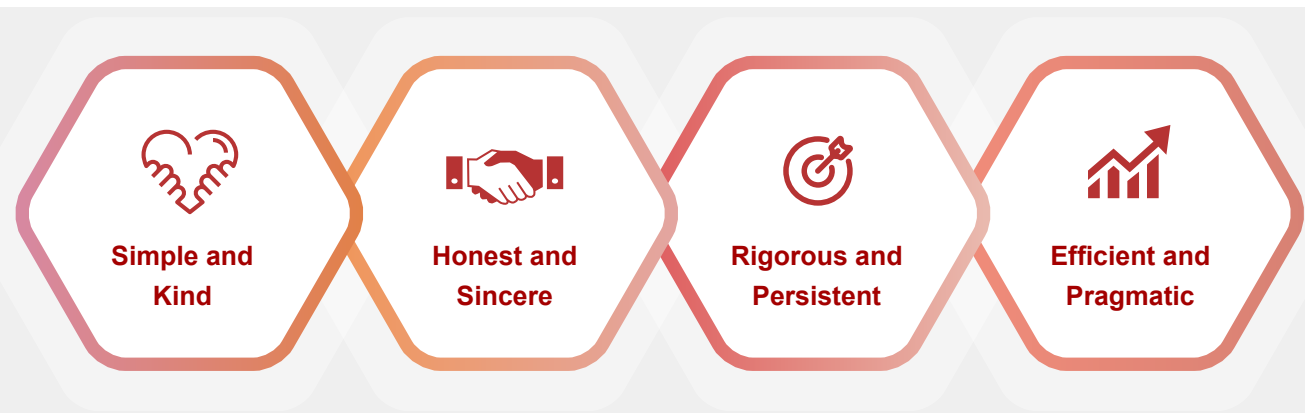 Simple and
Kind
Honest and
Sincere
Rigorous and
Persistent
Efficient and
Pragmatic